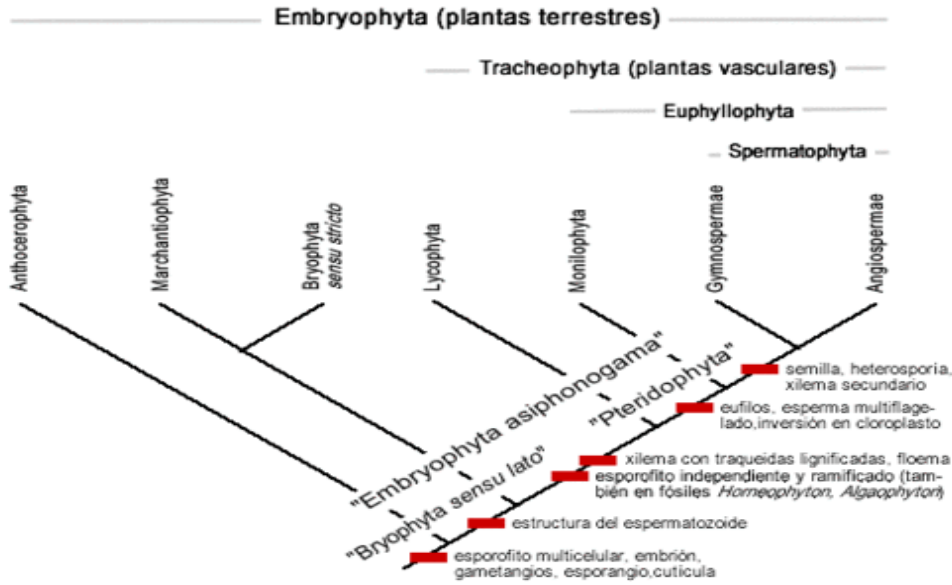 Embryophyta (plantas terrestres)
Tracheophyta (plantas vasculares)
Euphyllophyta
Spermatophyta
Anthocerophyta
Marchantiophyta
Bryophyta
sensu stricto
Lycophyta
Monilophyta
Gymnospermae
Angiospermae
"Embryophyta asiphonogama"
"Pteridophyta"
"Bryophyta sensu lato"
semilla, heterosporía,
xilema secundario
eufilos, esperma multiflage-
lado,inversión en cloroplasto
xilema con traqueidas lignificadas, floema
esporofito independiente y ramificado (tam-
bién en fósiles Horneophyton, Algaophyton)
estructura del espermatozoide
esporofito multicelular, embrión,
gametangios, esporangio,cutícula